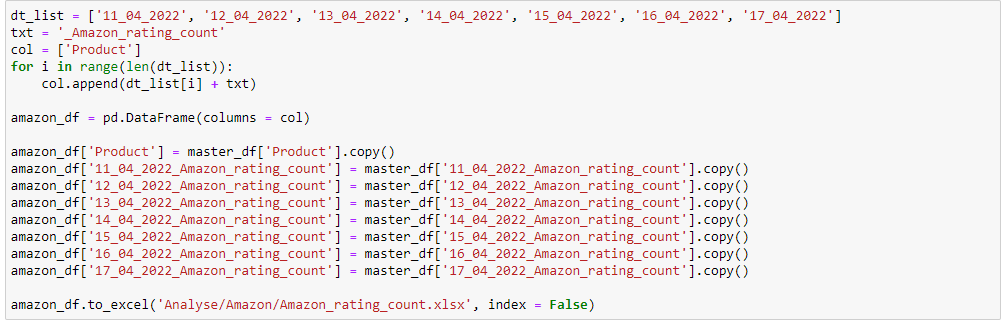 dt_list = ['11_04_2022', '12_04_2022', '13_04_2022', '14_04_2022', '15_04_2022', '16_04_2022', '17_04_2022']
txt = '_Amazon_rating_count'
col = ['Product']
for i in range(len(dt_list)):
    col.append(dt_list[i] + txt)

amazon_df = pd.DataFrame(columns = col)

amazon_df['Product'] = master_df['Product'].copy()
amazon_df['11_04_2022_Amazon_rating_count'] = master_df['11_04_2022_Amazon_rating_count'].copy()
amazon_df['12_04_2022_Amazon_rating_count'] = master_df['12_04_2022_Amazon_rating_count'].copy()
amazon_df['13_04_2022_Amazon_rating_count'] = master_df['13_04_2022_Amazon_rating_count'].copy()
amazon_df['14_04_2022_Amazon_rating_count'] = master_df['14_04_2022_Amazon_rating_count'].copy()
amazon_df['15_04_2022_Amazon_rating_count'] = master_df['15_04_2022_Amazon_rating_count'].copy()
amazon_df['16_04_2022_Amazon_rating_count'] = master_df['16_04_2022_Amazon_rating_count'].copy()
amazon_df['17_04_2022_Amazon_rating_count'] = master_df['17_04_2022_Amazon_rating_count'].copy()

amazon_df.to_excel('Analyse/Amazon/Amazon_rating_count.xlsx', index = False)